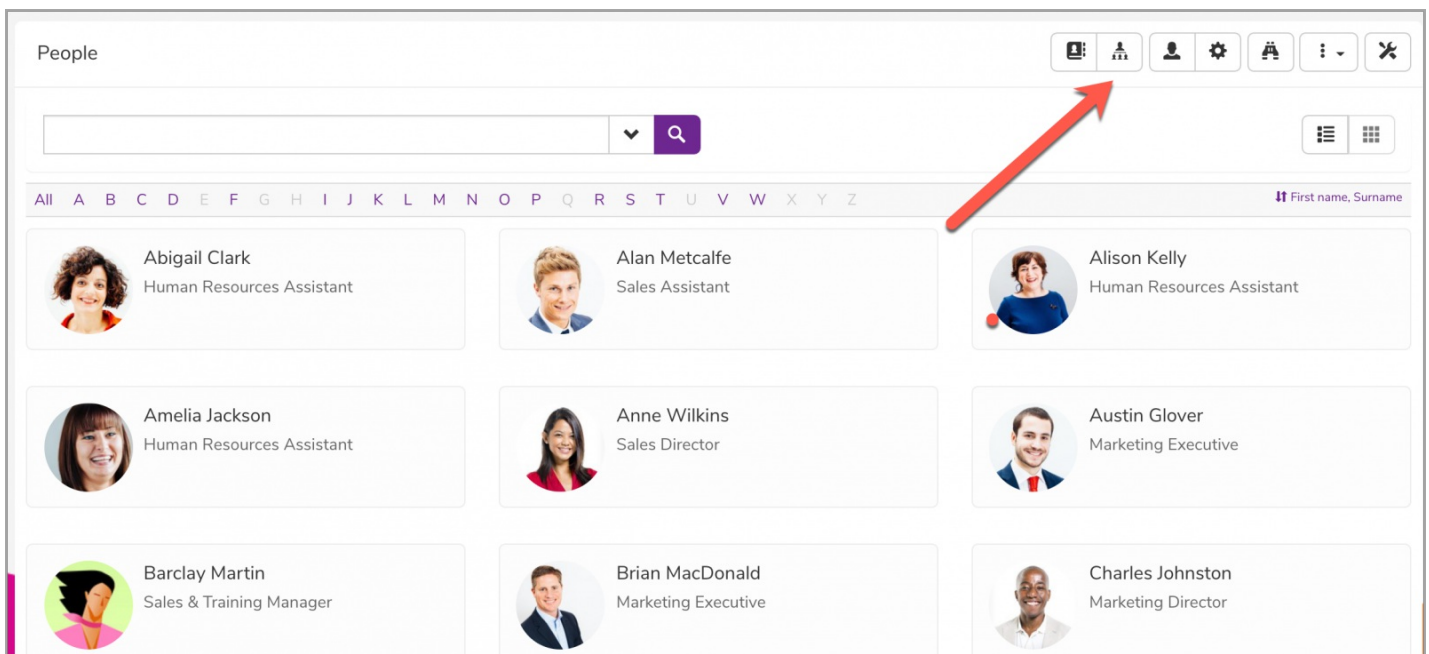 People
All A B C D E F G H I J K L M N O P Q R S T U V W X Y Z
First name, Surname
Abigail Clark
Human Resources Assistant
Alan Metcalfe
Sales Assistant
Alison Kelly
Human Resources Assistant
Amelia Jackson
Human Resources Assistant
Anne Wilkins
Sales Director
Austin Glover
Marketing Executive
Barclay Martin
Sales & Training Manager
Brian MacDonald
Marketing Executive
Charles Johnston
Marketing Director